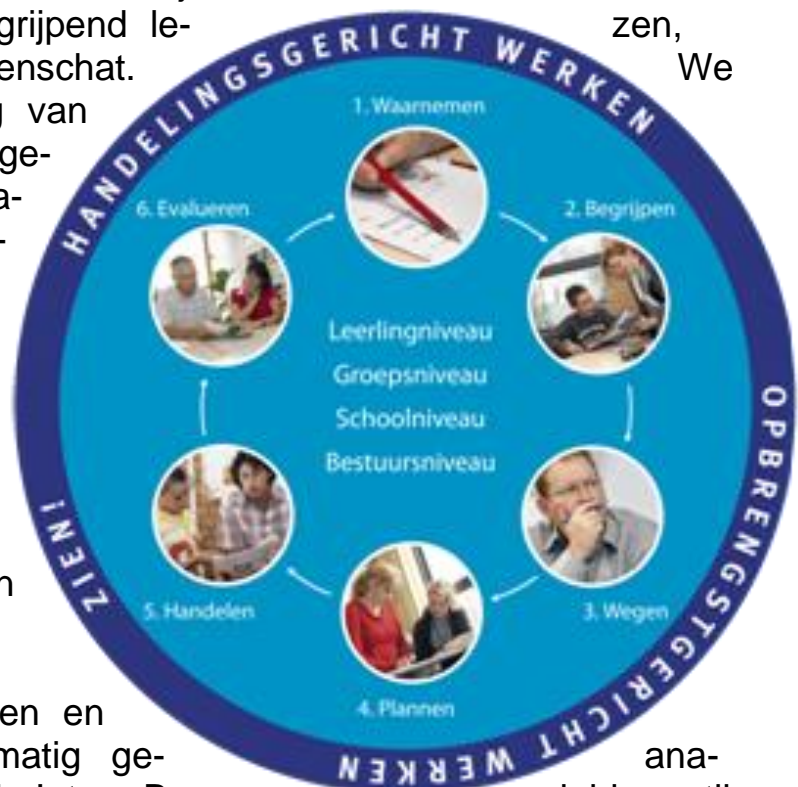 grijpend le- zen,
enschat. We
van
ge-
a-
-
HANDELINGSGERICHT WERKEN
OPBRENGSTGERICHT WERKEN
ZIEN!
1. Waarnemen
2. Begrijpen
3. Wegen
4. Plannen
5. Handelen
6. Evalueren
Leerlingniveau
Groepsniveau
Schoolniveau
Bestuursniveau
n
en en
matig ge- ana-